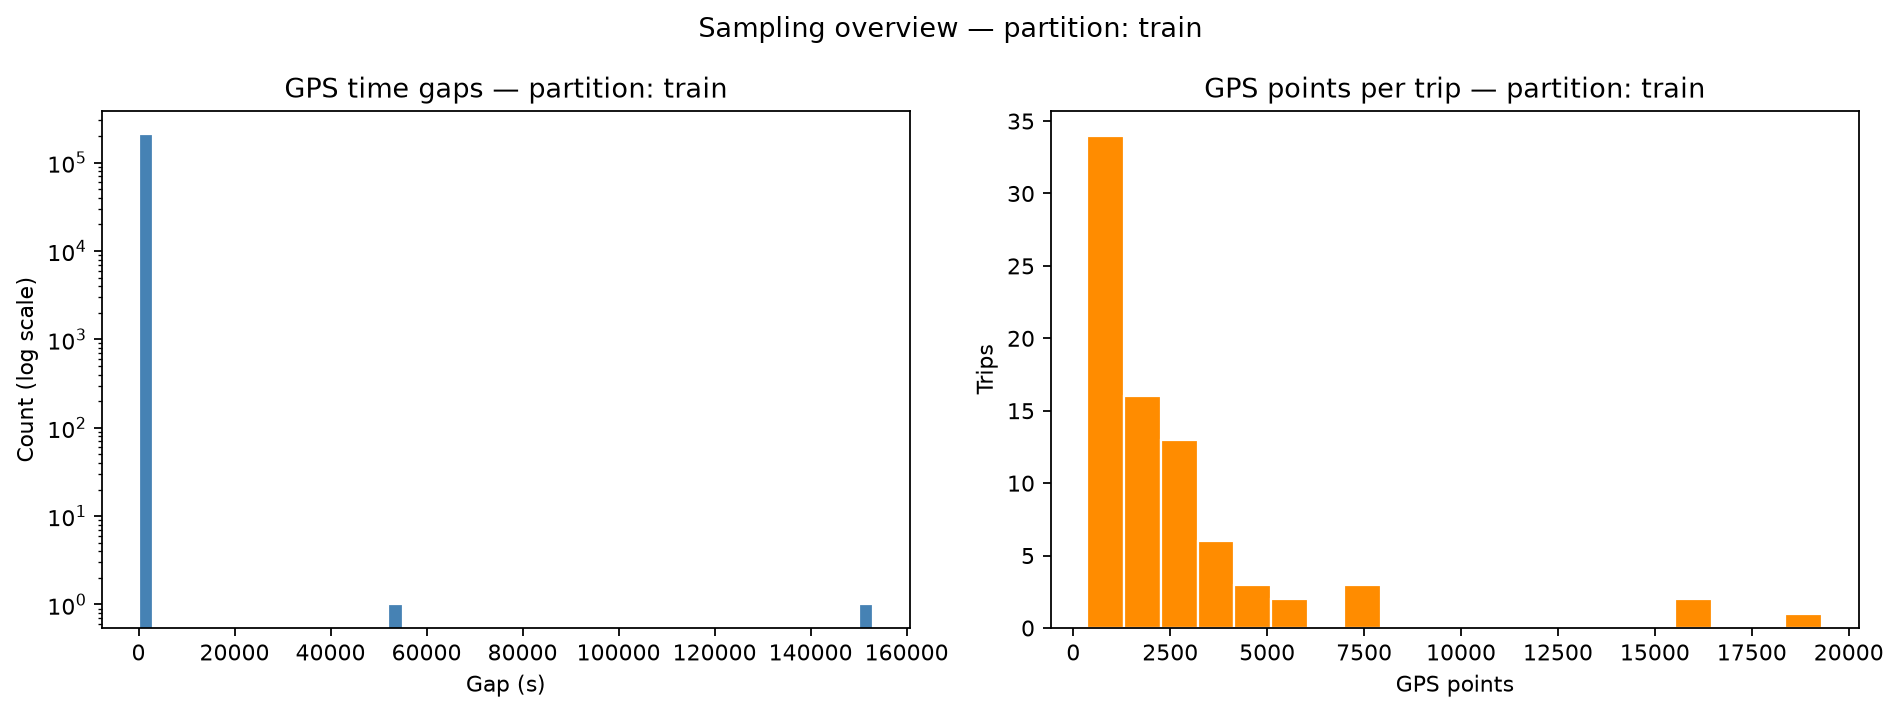 Sampling overview — partition: train
GPS time gaps — partition: train
Count (log scale)
10^5
10^4
10^3
10^2
10^1
10^0
0 20000 40000 60000 80000 100000 120000 140000 160000
Gap (s)
GPS points per trip — partition: train
Trips
35
30
25
20
15
10
5
0
0 2500 5000 7500 10000 12500 15000 17500 20000
GPS points